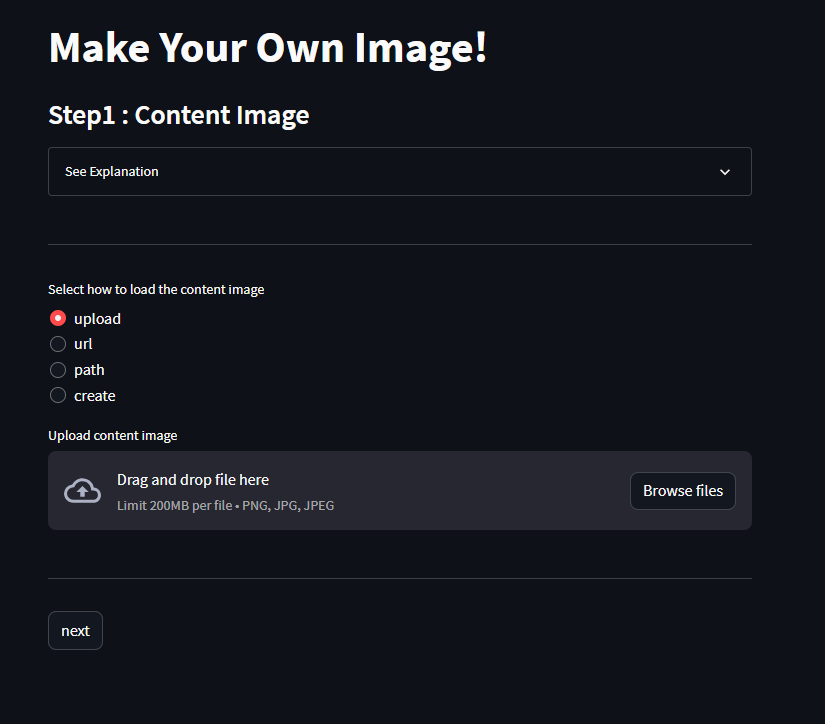 Make Your Own Image!
Step1 : Content Image
See Explanation
Select how to load the content image
upload
url
path
create
Upload content image
Drag and drop file here
Limit 200MB per file • PNG, JPG, JPEG
Browse files
next